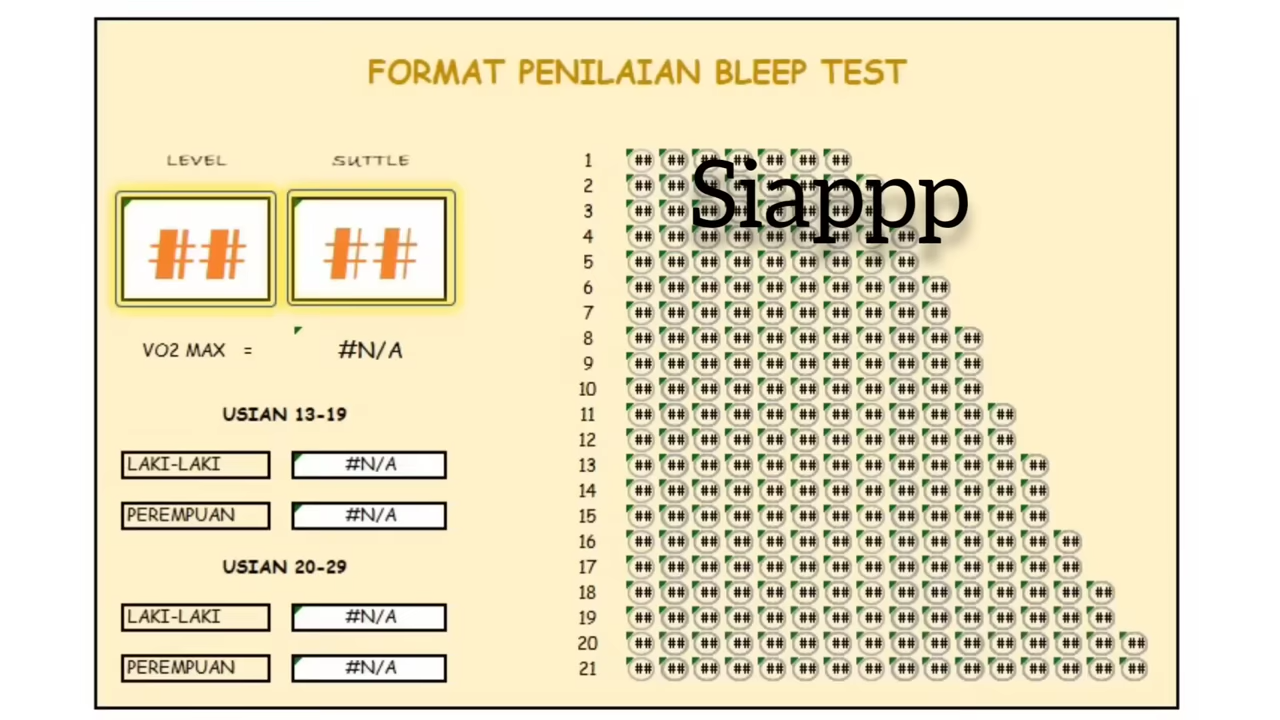 FORMAT PENILAIAN BLEEP TEST
LEVEL SUTTLE
## ##
VO2 MAX = #N/A
USIAN 13-19
LAKI-LAKI #N/A
PEREMPUAN #N/A
USIAN 20-29
LAKI-LAKI #N/A
PEREMPUAN #N/A
Siappp
1 ## ## ## ## ## ## ##
2 ## ## ## ## ## ## ## ##
3 ## ## ## ## ## ## ## ##
4 ## ## ## ## ## ## ## ## ##
5 ## ## ## ## ## ## ## ## ##
6 ## ## ## ## ## ## ## ## ## ##
7 ## ## ## ## ## ## ## ## ## ##
8 ## ## ## ## ## ## ## ## ## ## ##
9 ## ## ## ## ## ## ## ## ## ## ##
10 ## ## ## ## ## ## ## ## ## ## ##
11 ## ## ## ## ## ## ## ## ## ## ## ##
12 ## ## ## ## ## ## ## ## ## ## ## ##
13 ## ## ## ## ## ## ## ## ## ## ## ## ##
14 ## ## ## ## ## ## ## ## ## ## ## ## ##
15 ## ## ## ## ## ## ## ## ## ## ## ## ##
16 ## ## ## ## ## ## ## ## ## ## ## ## ## ##
17 ## ## ## ## ## ## ## ## ## ## ## ## ## ##
18 ## ## ## ## ## ## ## ## ## ## ## ## ## ## ##
19 ## ## ## ## ## ## ## ## ## ## ## ## ## ## ##
20 ## ## ## ## ## ## ## ## ## ## ## ## ## ## ## ##
21 ## ## ## ## ## ## ## ## ## ## ## ## ## ## ## ##